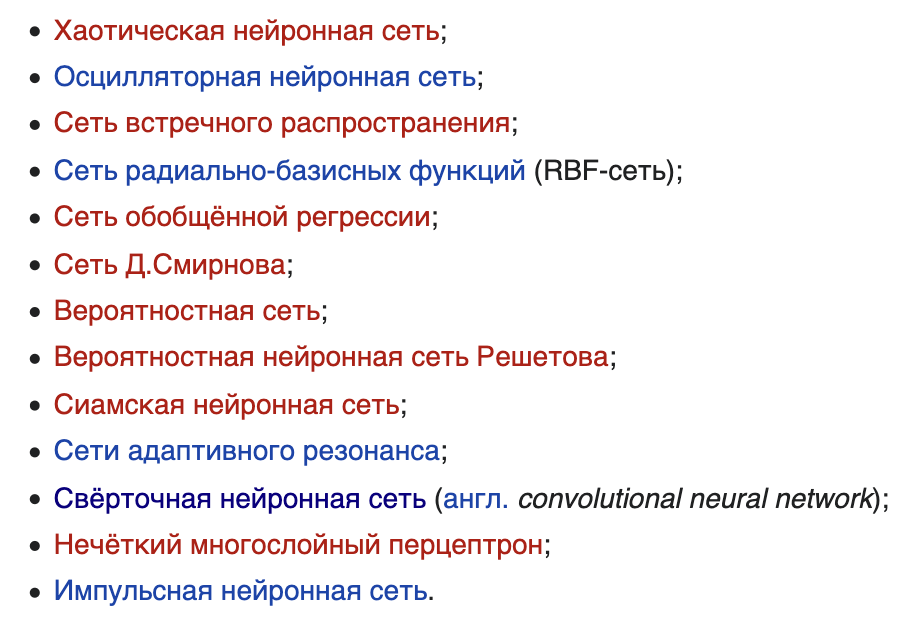 • Хаотическая нейронная сеть;
• Осцилляторная нейронная сеть;
• Сеть встречного распространения;
• Сеть радиально-базисных функций (RBF-сеть);
• Сеть обобщённой регрессии;
• Сеть Д.Смирнова;
• Вероятностная сеть;
• Вероятностная нейронная сеть Решетова;
• Сиамская нейронная сеть;
• Сети адаптивного резонанса;
• Свёрточная нейронная сеть (англ. convolutional neural network);
• Нечёткий многослойный перцептрон;
• Импульсная нейронная сеть.